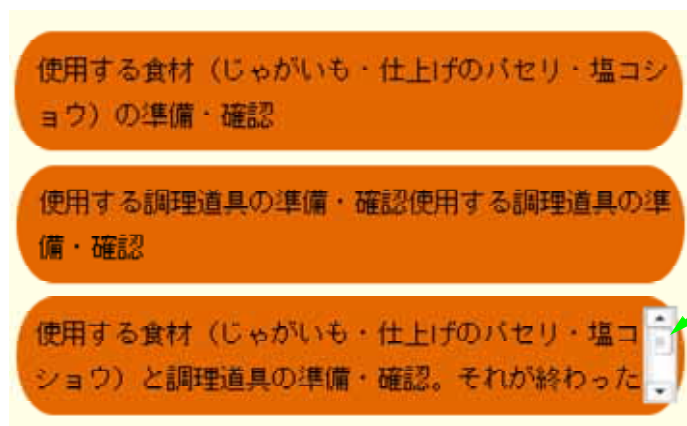 使用する食材（じゃがいも・仕上げのパセリ・塩コシ
ョウ）の準備・確認
使用する調理道具の準備・確認使用する調理道具の準
備・確認
使用する食材（じゃがいも・仕上げのパセリ・塩コ
ショウ）と調理道具の準備・確認。それが終わった